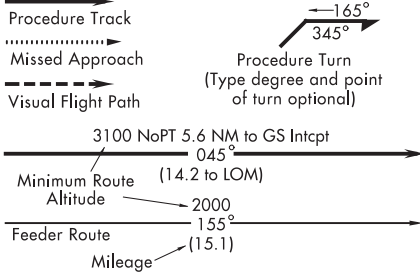 Procedure Track
Missed Approach
Visual Flight Path
165°
345°
Procedure Turn
(Type degree and point
of turn optional)
3100 NoPT 5.6 NM to GS Intcpt
045°
(14.2 to LOM)
Minimum Route
Altitude
2000
155°
Feeder Route
(15.1)
Mileage